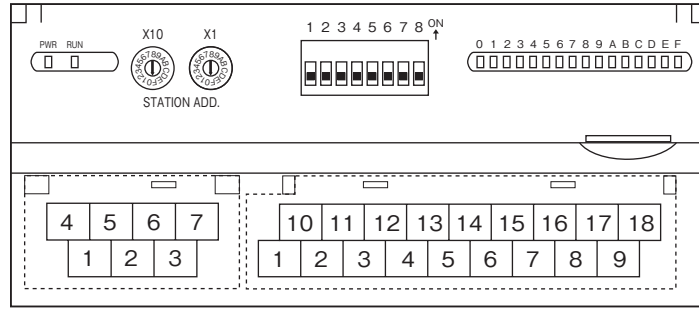 PWR RUN
X10 X1
0123456789ABCDEF
0123456789ABCDEF
STATION ADD.
1 2 3 4 5 6 7 8 ON
0 1 2 3 4 5 6 7 8 9 A B C D E F
4 5 6 7
1 2 3
10 11 12 13 14 15 16 17 18
1 2 3 4 5 6 7 8 9